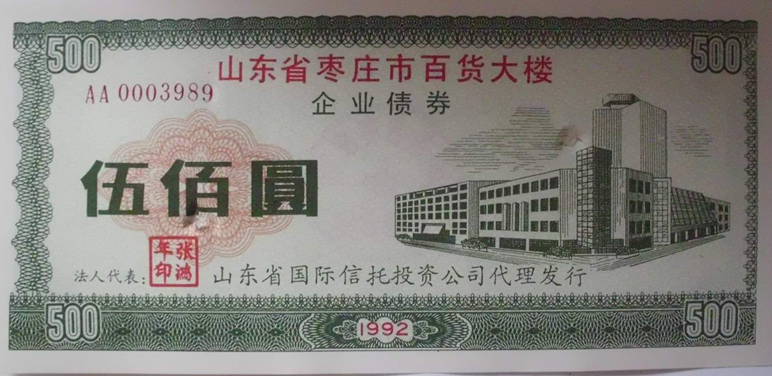 500 500
山东省枣庄市百货大楼
AA 0003989
企业债券
伍佰圓
法人代表：
张鸿年印
山东省国际信托投资公司代理发行
500 1992 500